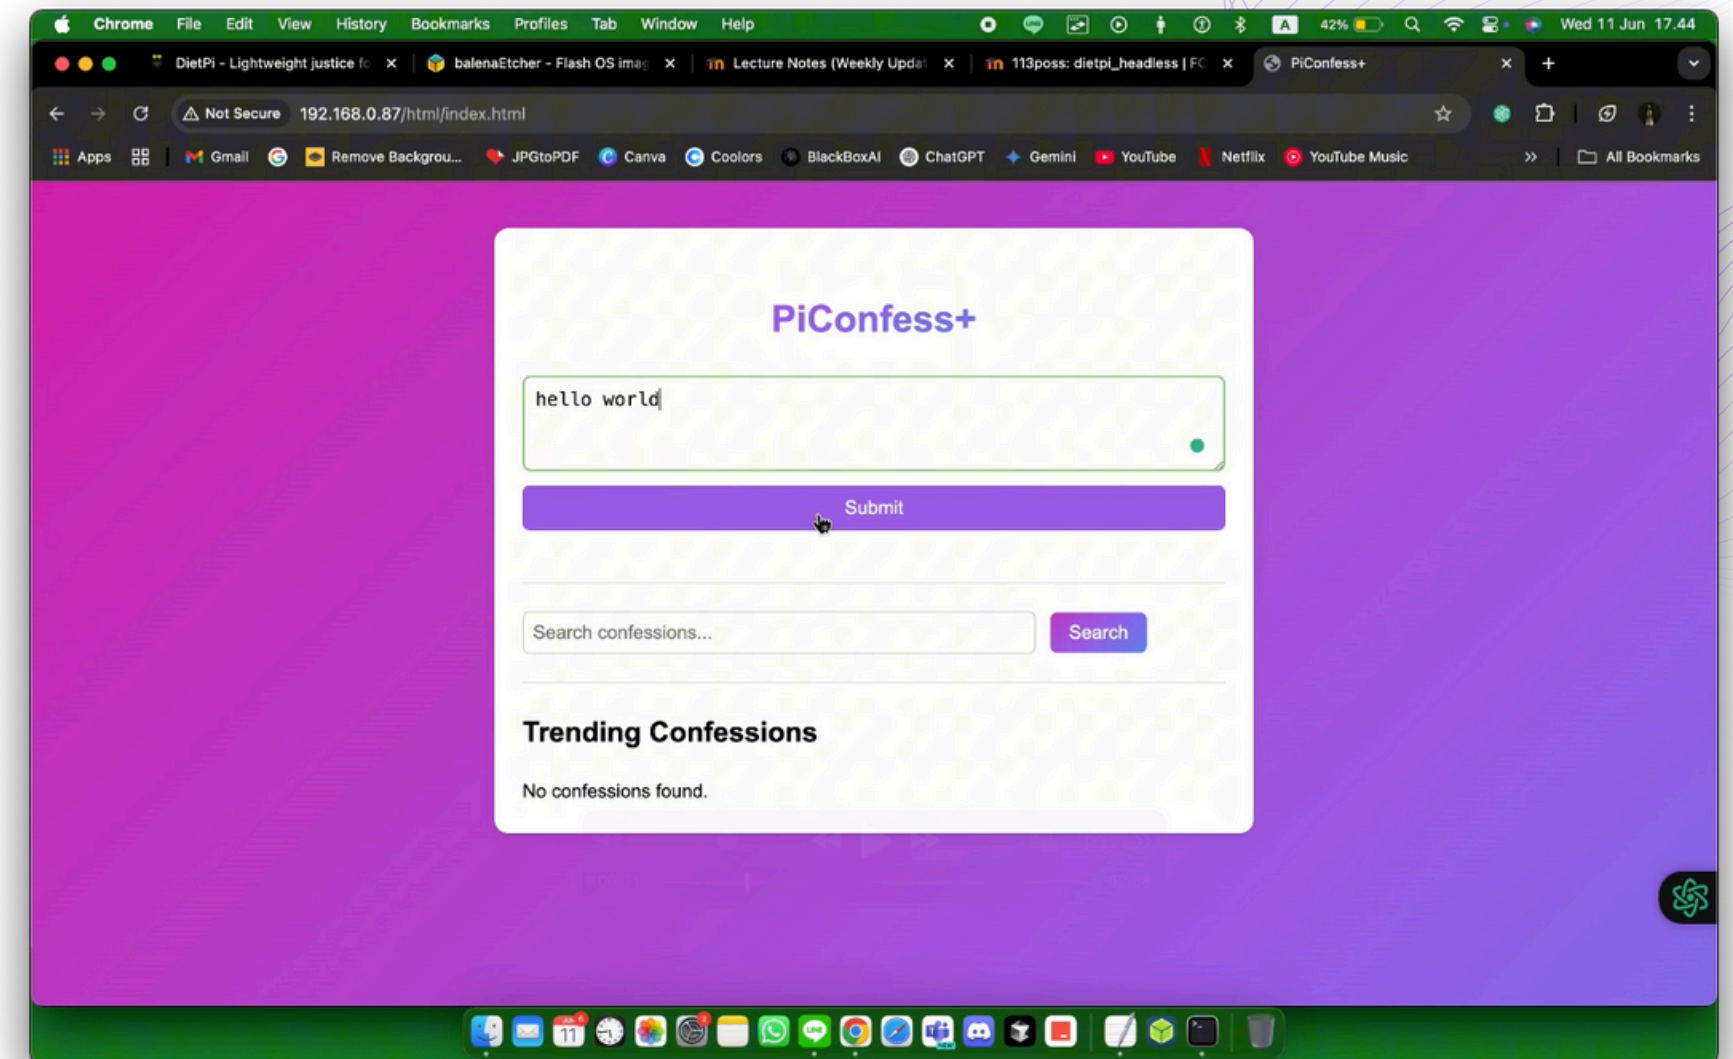 Chrome File Edit View History Bookmarks Profiles Tab Window Help A 42% Wed 11 Jun 17.44
DietPi - Lightweight justice fo balenaEtcher - Flash OS imag Lecture Notes (Weekly Updat 113poss: dietpi_headless | FC PiConfess+
Not Secure 192.168.0.87/html/index.html
Apps Gmail Remove Backgrou... JPGtoPDF Canva Coolors BlackBoxAI ChatGPT Gemini YouTube Netflix YouTube Music >> All Bookmarks
PiConfess+
hello world
Submit
Search confessions... Search
Trending Confessions
No confessions found.
11